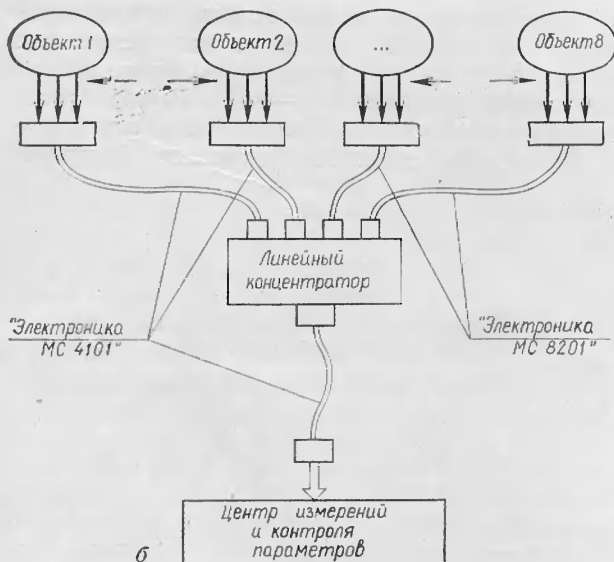 Объект 1
Объект 2
...
Объект 8
Линейный
концентратор
"Электроника
МС 4101"
"Электроника
МС 8201"
Центр измерений
и контроля
параметров
б